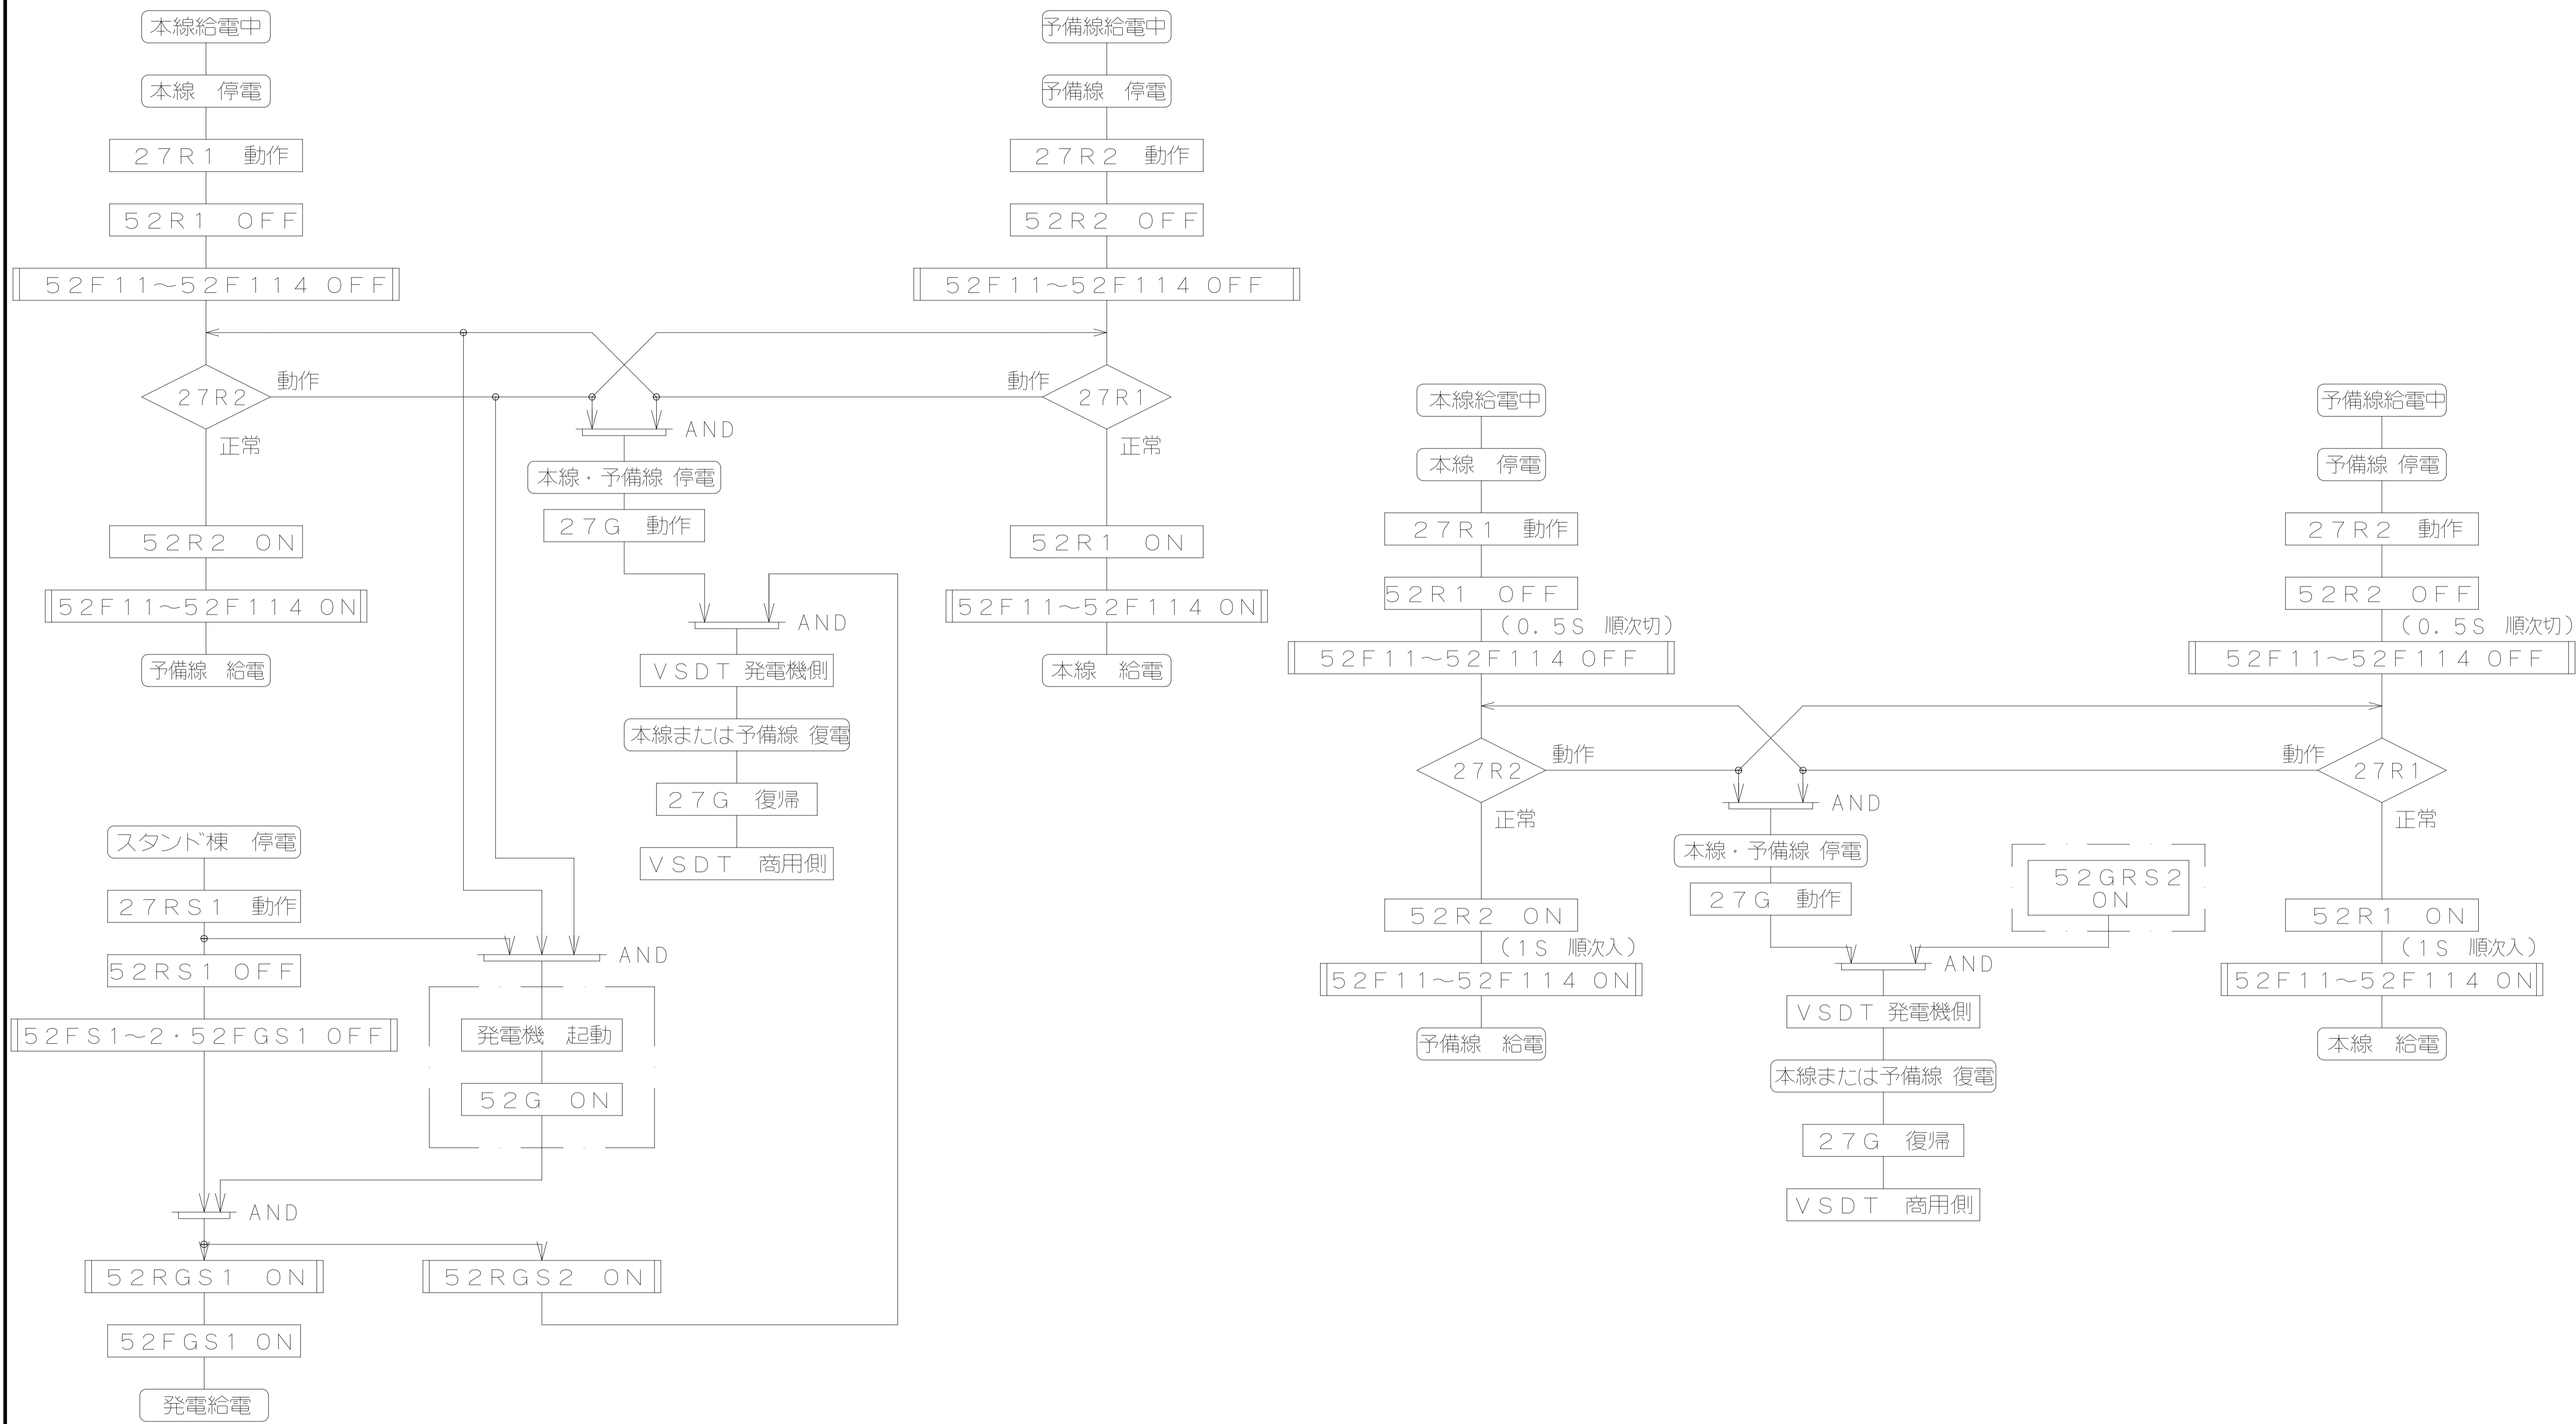 本線給電中
本線 停電
２７Ｒ１ 動作
５２Ｒ１ ＯＦＦ
５２Ｆ１１～５２Ｆ１１４ ＯＦＦ
２７Ｒ２
動作
正常
５２Ｒ２ ＯＮ
５２Ｆ１１～５２Ｆ１１４ ＯＮ
予備線 給電
予備線給電中
予備線 停電
２７Ｒ２ 動作
５２Ｒ２ ＯＦＦ
５２Ｆ１１～５２Ｆ１１４ ＯＦＦ
２７Ｒ１
動作
正常
５２Ｒ１ ＯＮ
５２Ｆ１１～５２Ｆ１１４ ＯＮ
本線 給電
ＡＮＤ
本線・予備線 停電
２７Ｇ 動作
ＡＮＤ
ＶＳＤＴ 発電機側
本線または予備線 復電
２７Ｇ 復帰
ＶＳＤＴ 商用側
スタンド棟 停電
２７ＲＳ１ 動作
５２ＲＳ１ ＯＦＦ
５２ＦＳ１～２・５２ＦＧＳ１ ＯＦＦ
ＡＮＤ
発電機 起動
５２Ｇ ＯＮ
ＡＮＤ
５２ＲＧＳ１ ＯＮ
５２ＲＧＳ２ ＯＮ
５２ＦＧＳ１ ＯＮ
発電給電
本線給電中
本線 停電
２７Ｒ１ 動作
５２Ｒ１ ＯＦＦ
（０．５Ｓ 順次切）
５２Ｆ１１～５２Ｆ１１４ ＯＦＦ
２７Ｒ２
動作
正常
５２Ｒ２ ＯＮ
（１Ｓ 順次入）
５２Ｆ１１～５２Ｆ１１４ ＯＮ
予備線 給電
予備線給電中
予備線 停電
２７Ｒ２ 動作
５２Ｒ２ ＯＦＦ
（０．５Ｓ 順次切）
５２Ｆ１１～５２Ｆ１１４ ＯＦＦ
２７Ｒ１
動作
正常
５２Ｒ１ ＯＮ
（１Ｓ 順次入）
５２Ｆ１１～５２Ｆ１１４ ＯＮ
本線 給電
ＡＮＤ
本線・予備線 停電
２７Ｇ 動作
５２ＧＲＳ２
ＯＮ
ＡＮＤ
ＶＳＤＴ 発電機側
本線または予備線 復電
２７Ｇ 復帰
ＶＳＤＴ 商用側